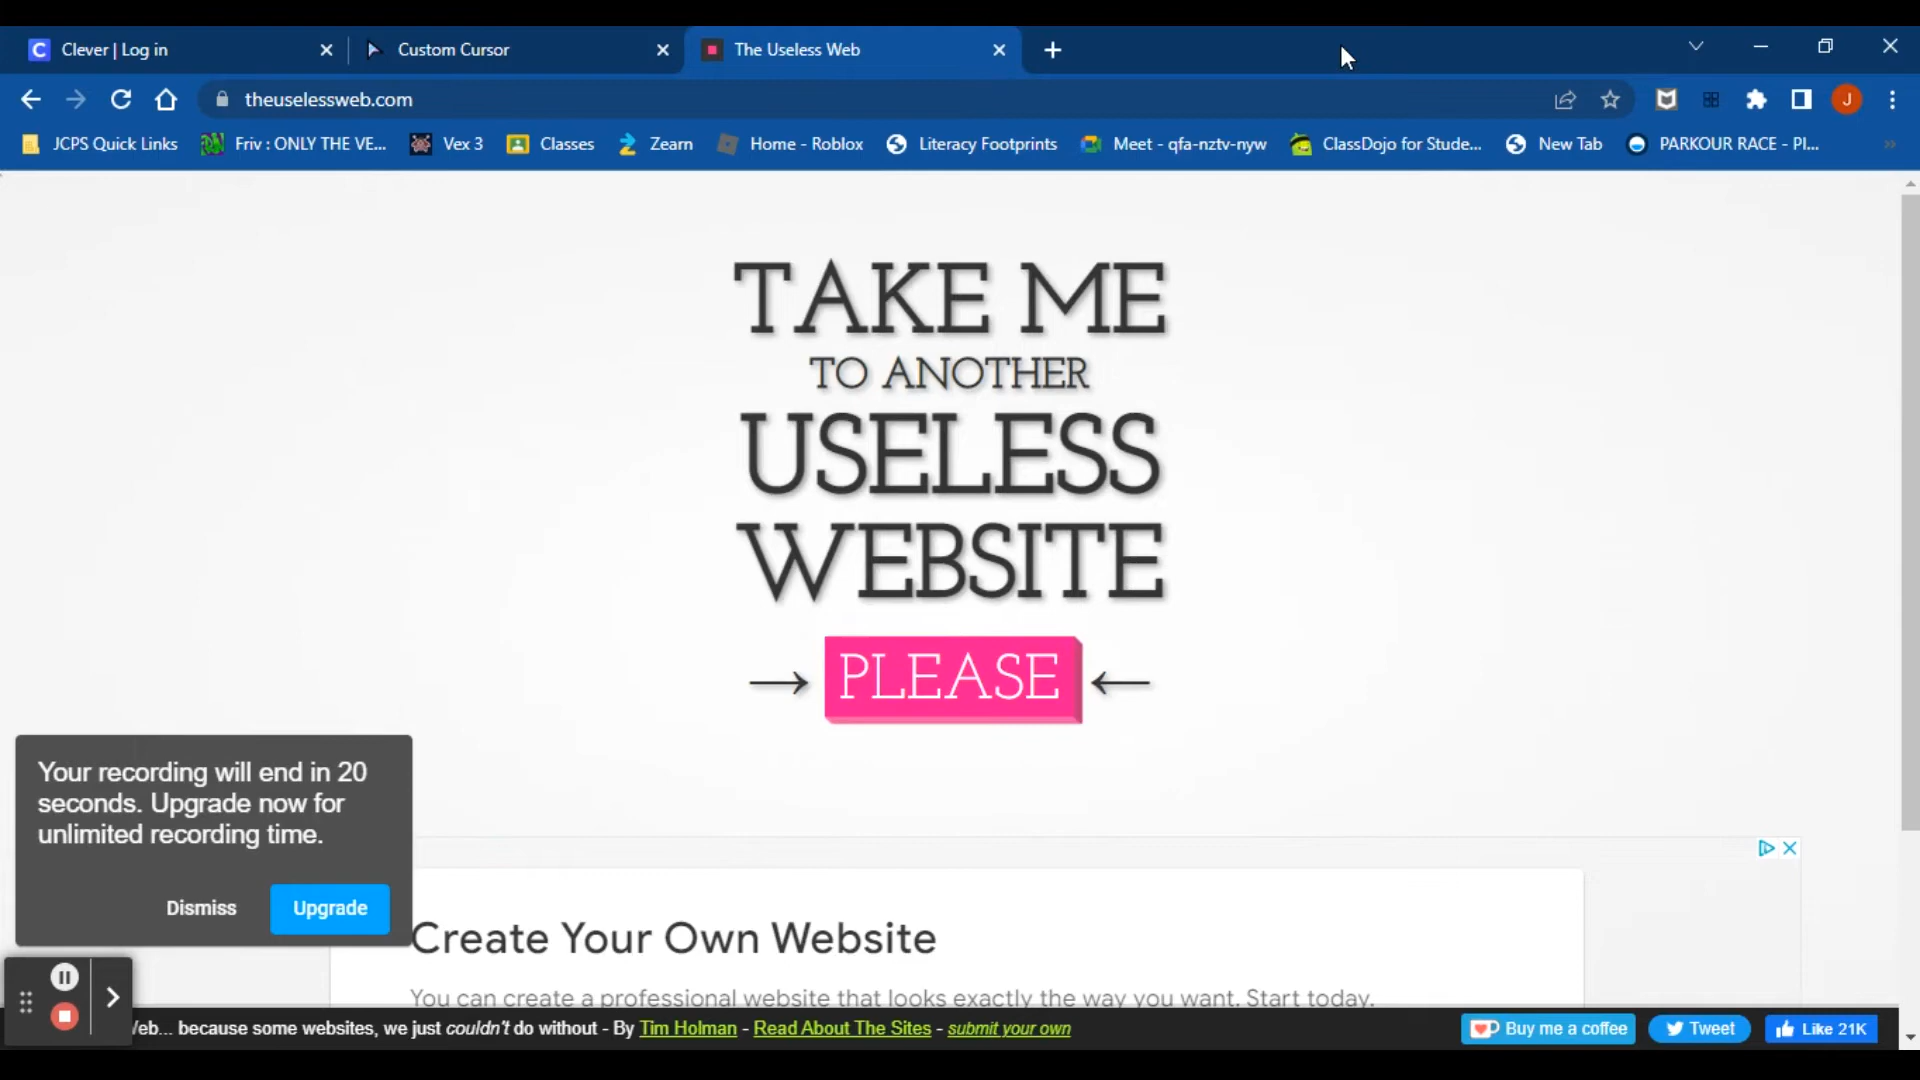 Clever | Log in
Custom Cursor
The Useless Web
theuselessweb.com
J
JCPS Quick Links
Friv : ONLY THE VE...
Vex 3
Classes
Zearn
Home - Roblox
Literacy Footprints
Meet - qfa-nztv-nyw
ClassDojo for Stude...
New Tab
PARKOUR RACE - Pl...
TAKE ME
TO ANOTHER
USELESS
WEBSITE
→ PLEASE ←
Your recording will end in 20
seconds. Upgrade now for
unlimited recording time.
Dismiss
Upgrade
Create Your Own Website
You can create a professional website that looks exactly the way you want. Start today.
because some websites, we just couldn't do without - By Tim Holman - Read About The Sites - submit your own
Buy me a coffee
Tweet
Like 21K